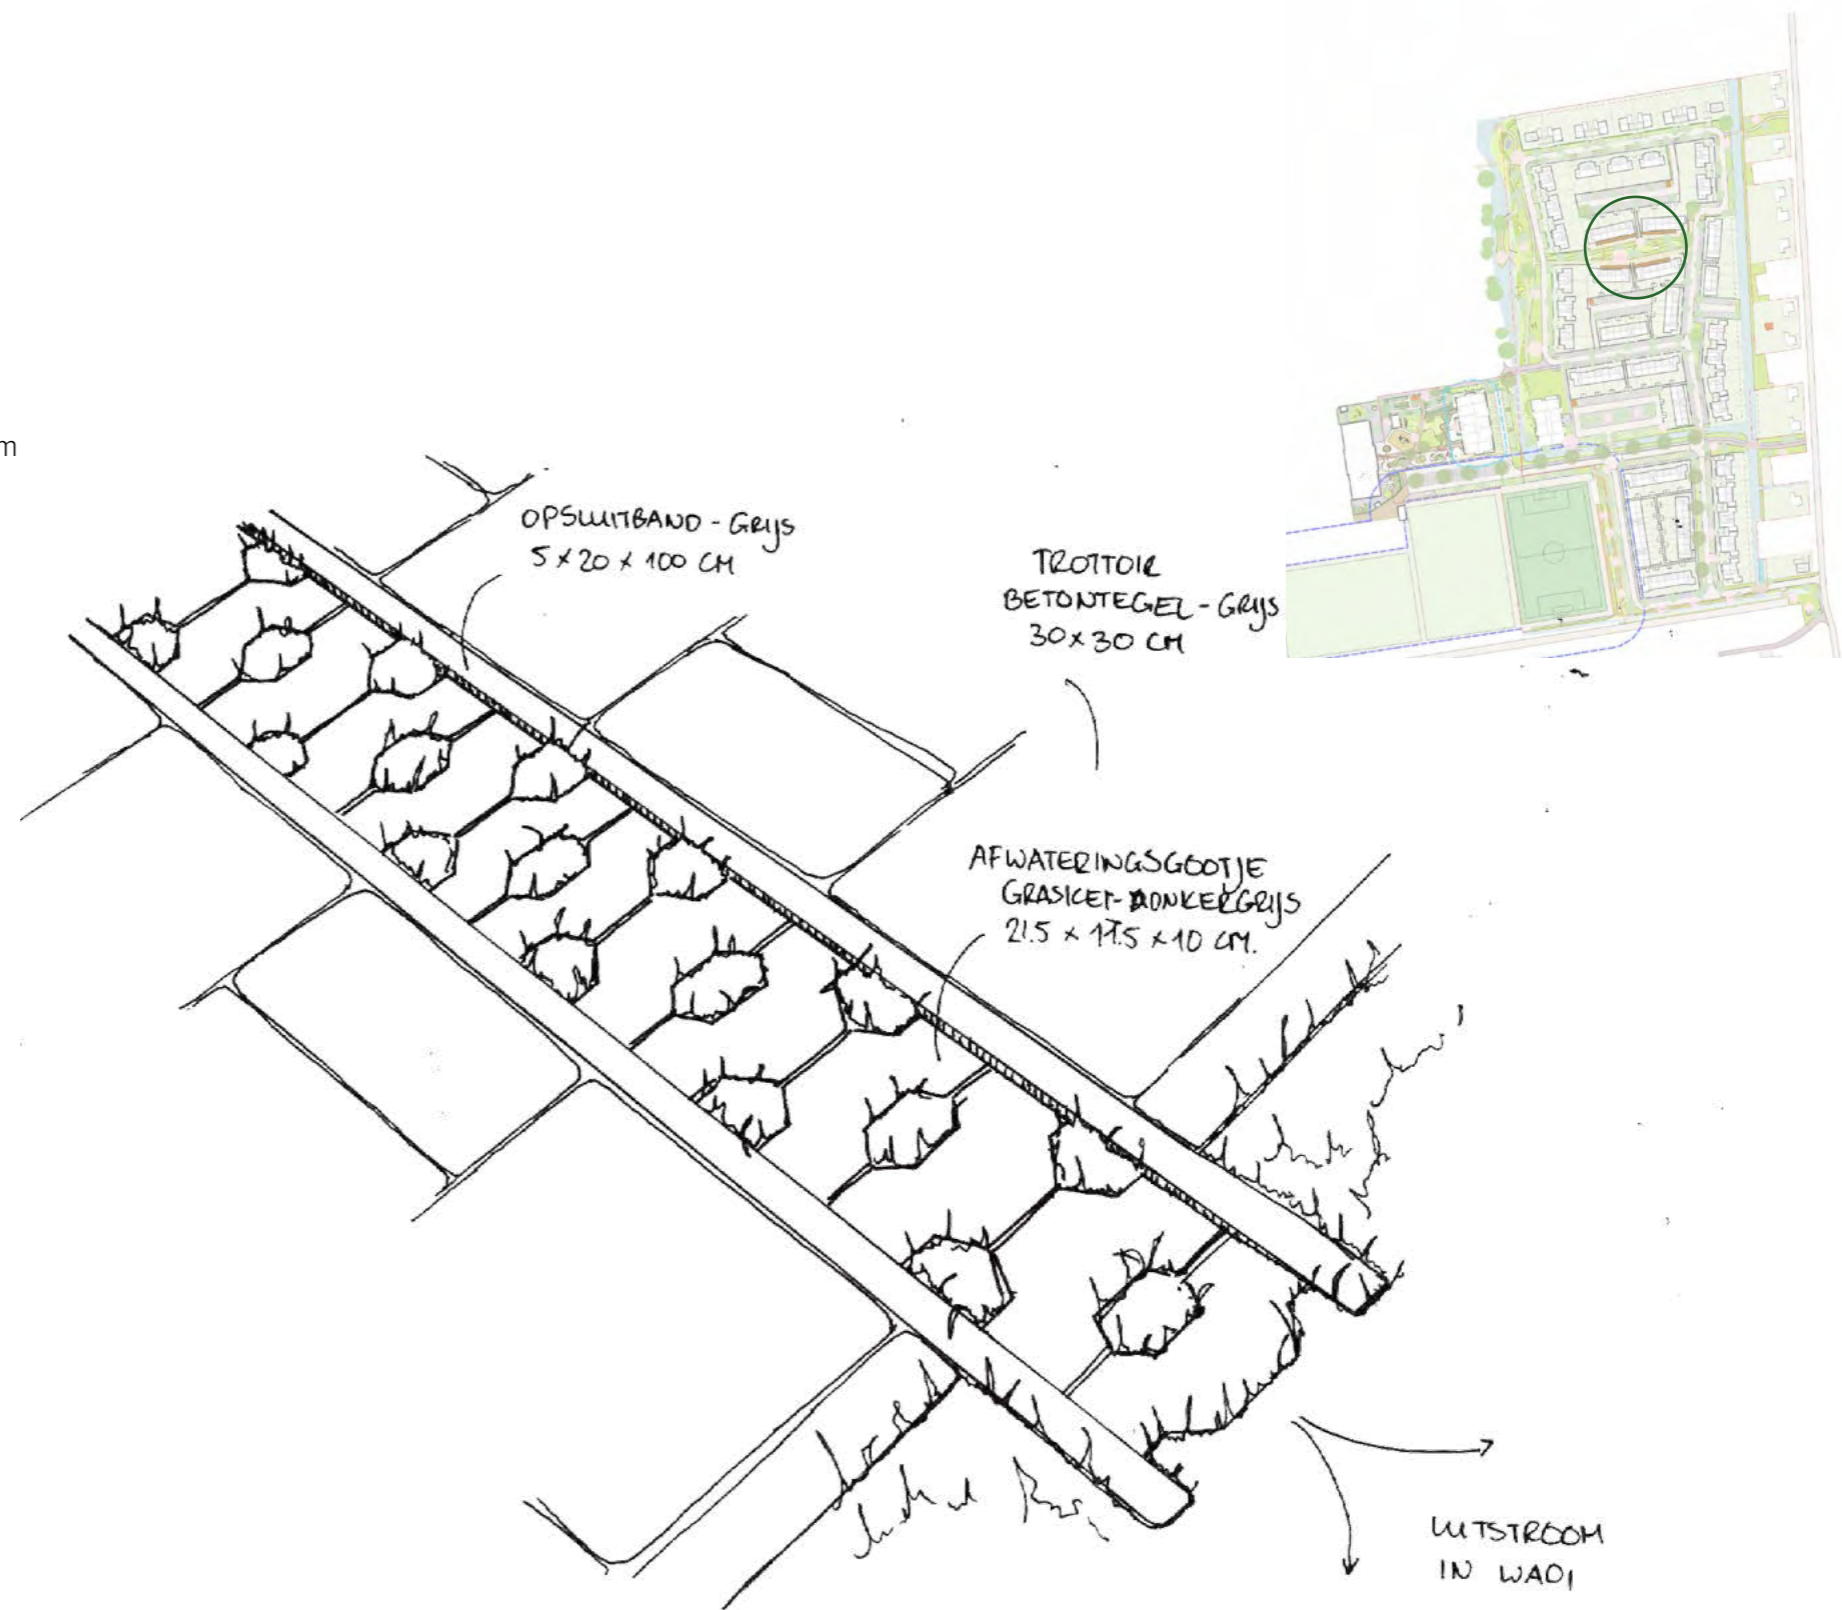 m
OPSLUITBAND - GRIJS
5 x 20 x 100 CM
TROTTOIR
BETONTEGEL - GRIJS
30 x 30 CM
AFWATERINGSGOOTJE
GRASKEI - DONKERGRIJS
21.5 x 17.5 x 10 CM.
UITSTROOM
IN WADI